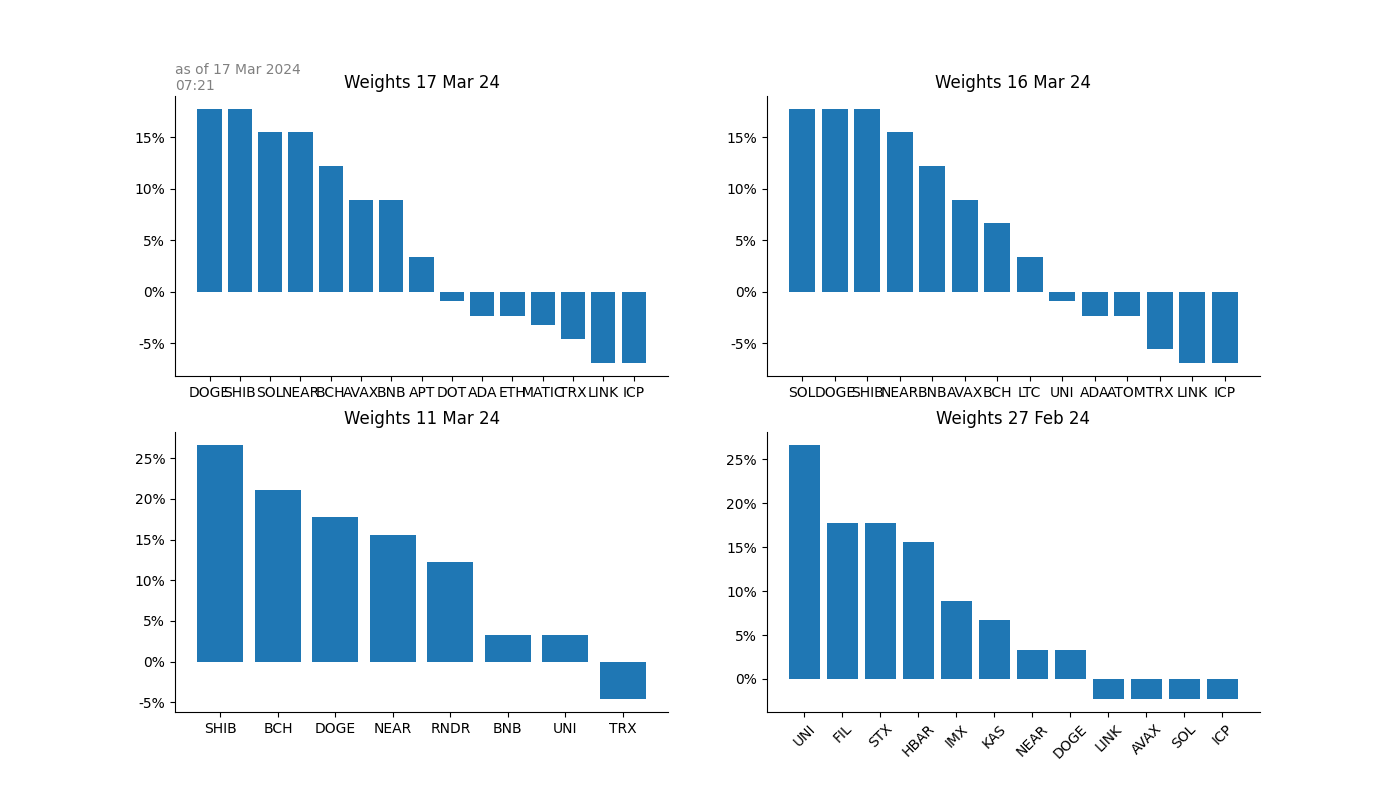 as of 17 Mar 2024
07:21
Weights 17 Mar 24
15%
10%
5%
0%
-5%
DOGE SHIB SOL NEAR BCH AVAX BNB APT DOT ADA ETH MATIC TRX LINK ICP
Weights 16 Mar 24
15%
10%
5%
0%
-5%
SOL DOGE SHIB NEAR BNB AVAX BCH LTC UNI ADA ATOM TRX LINK ICP
Weights 11 Mar 24
25%
20%
15%
10%
5%
0%
-5%
SHIB BCH DOGE NEAR RNDR BNB UNI TRX
Weights 27 Feb 24
25%
20%
15%
10%
5%
0%
UNI FIL STX HBAR IMX KAS NEAR DOGE LINK AVAX SOL ICP